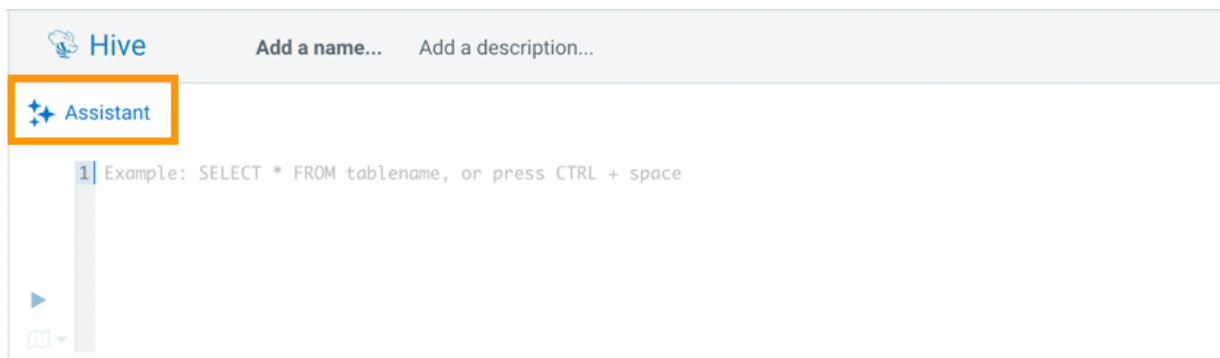 Hive Add a name... Add a description...
Assistant
1 Example: SELECT * FROM tablename, or press CTRL + space